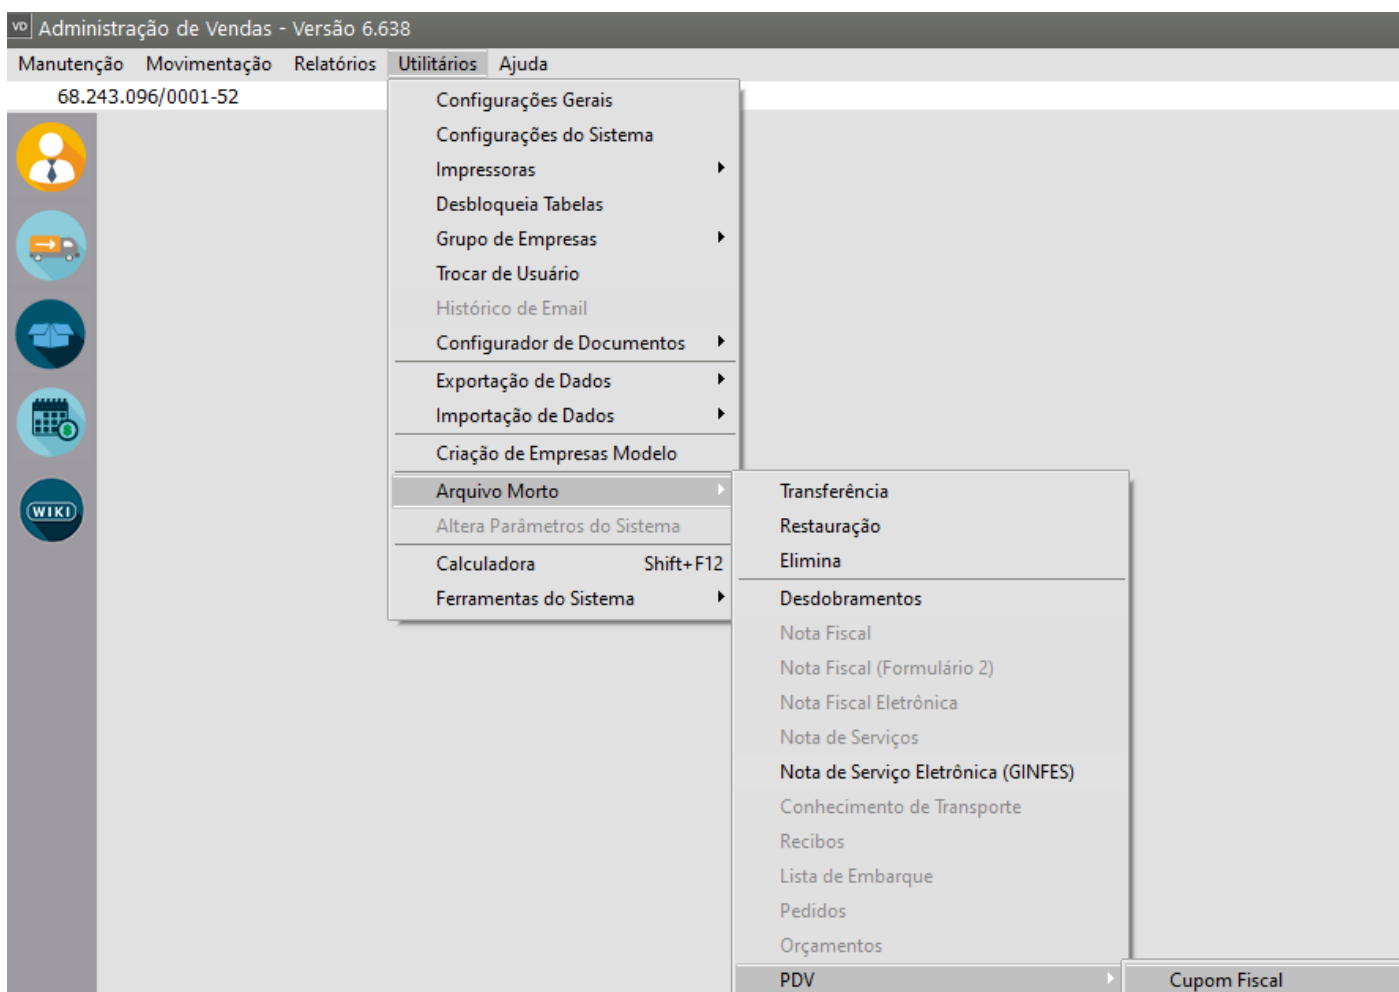 VD Administração de Vendas - Versão 6.638
Manutenção Movimentação Relatórios Utilitários Ajuda
68.243.096/0001-52
Configurações Gerais
Configurações do Sistema
Impressoras
Desbloqueia Tabelas
Grupo de Empresas
Trocar de Usuário
Histórico de Email
Configurador de Documentos
Exportação de Dados
Importação de Dados
Criação de Empresas Modelo
Arquivo Morto
Altera Parâmetros do Sistema
Calculadora Shift+F12
Ferramentas do Sistema
Transferência
Restauração
Elimina
Desdobramentos
Nota Fiscal
Nota Fiscal (Formulário 2)
Nota Fiscal Eletrônica
Nota de Serviços
Nota de Serviço Eletrônica (GINFES)
Conhecimento de Transporte
Recibos
Lista de Embarque
Pedidos
Orçamentos
PDV
Cupom Fiscal
WIKI